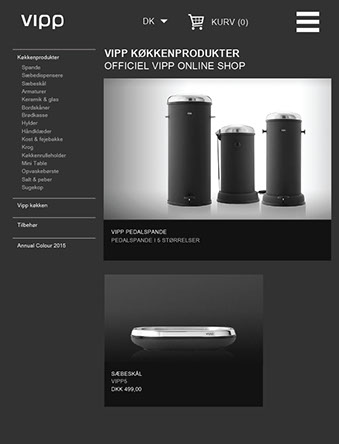 vipp
DK
KURV (0)
Køkkenprodukter
Spande
Sæbedispensere
Sæbeskål
Armaturer
Keramik & glas
Bordskåner
Brødkasse
Hylder
Håndklæder
Kost & fejebakke
Krog
Køkkenrulleholder
Mini Table
Opvaskebørste
Salt & peber
Sugekop
Vipp køkken
Tilbehør
Annual Colour 2015
VIPP KØKKENPRODUKTER
OFFICIEL VIPP ONLINE SHOP
VIPP PEDALSPANDE
PEDALSPANDE I 5 STØRRELSER
SÆBESKÅL
VIPP5
DKK 499,00